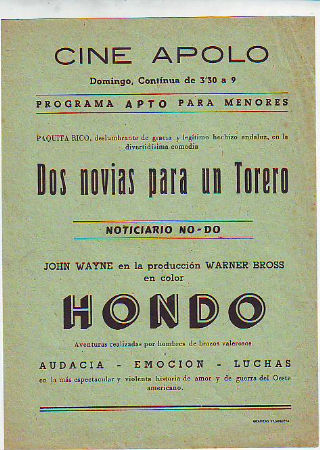 CINE APOLO
Domingo, Contínua de 3'30 a 9
PROGRAMA APTO PARA MENORES
PAQUITA RICO, deslumbrante de gracia y legítimo hechizo andaluz, en la
divertidísima comedia
Dos novias para un Torero
NOTICIARIO NO-DO
JOHN WAYNE en la producción WARNER BROSS
en color
HONDO
Aventuras realizadas por hombres de brazos valerosos
AUDACIA - EMOCION - LUCHAS
en la más espectacular y violenta historia de amor y de guerra del Oeste
americano.
GRAFICAS